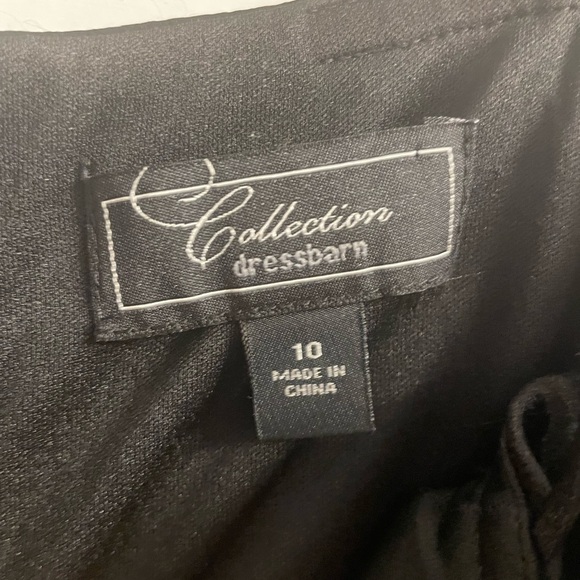 Collection
dressbarn
10
MADE IN
CHINA